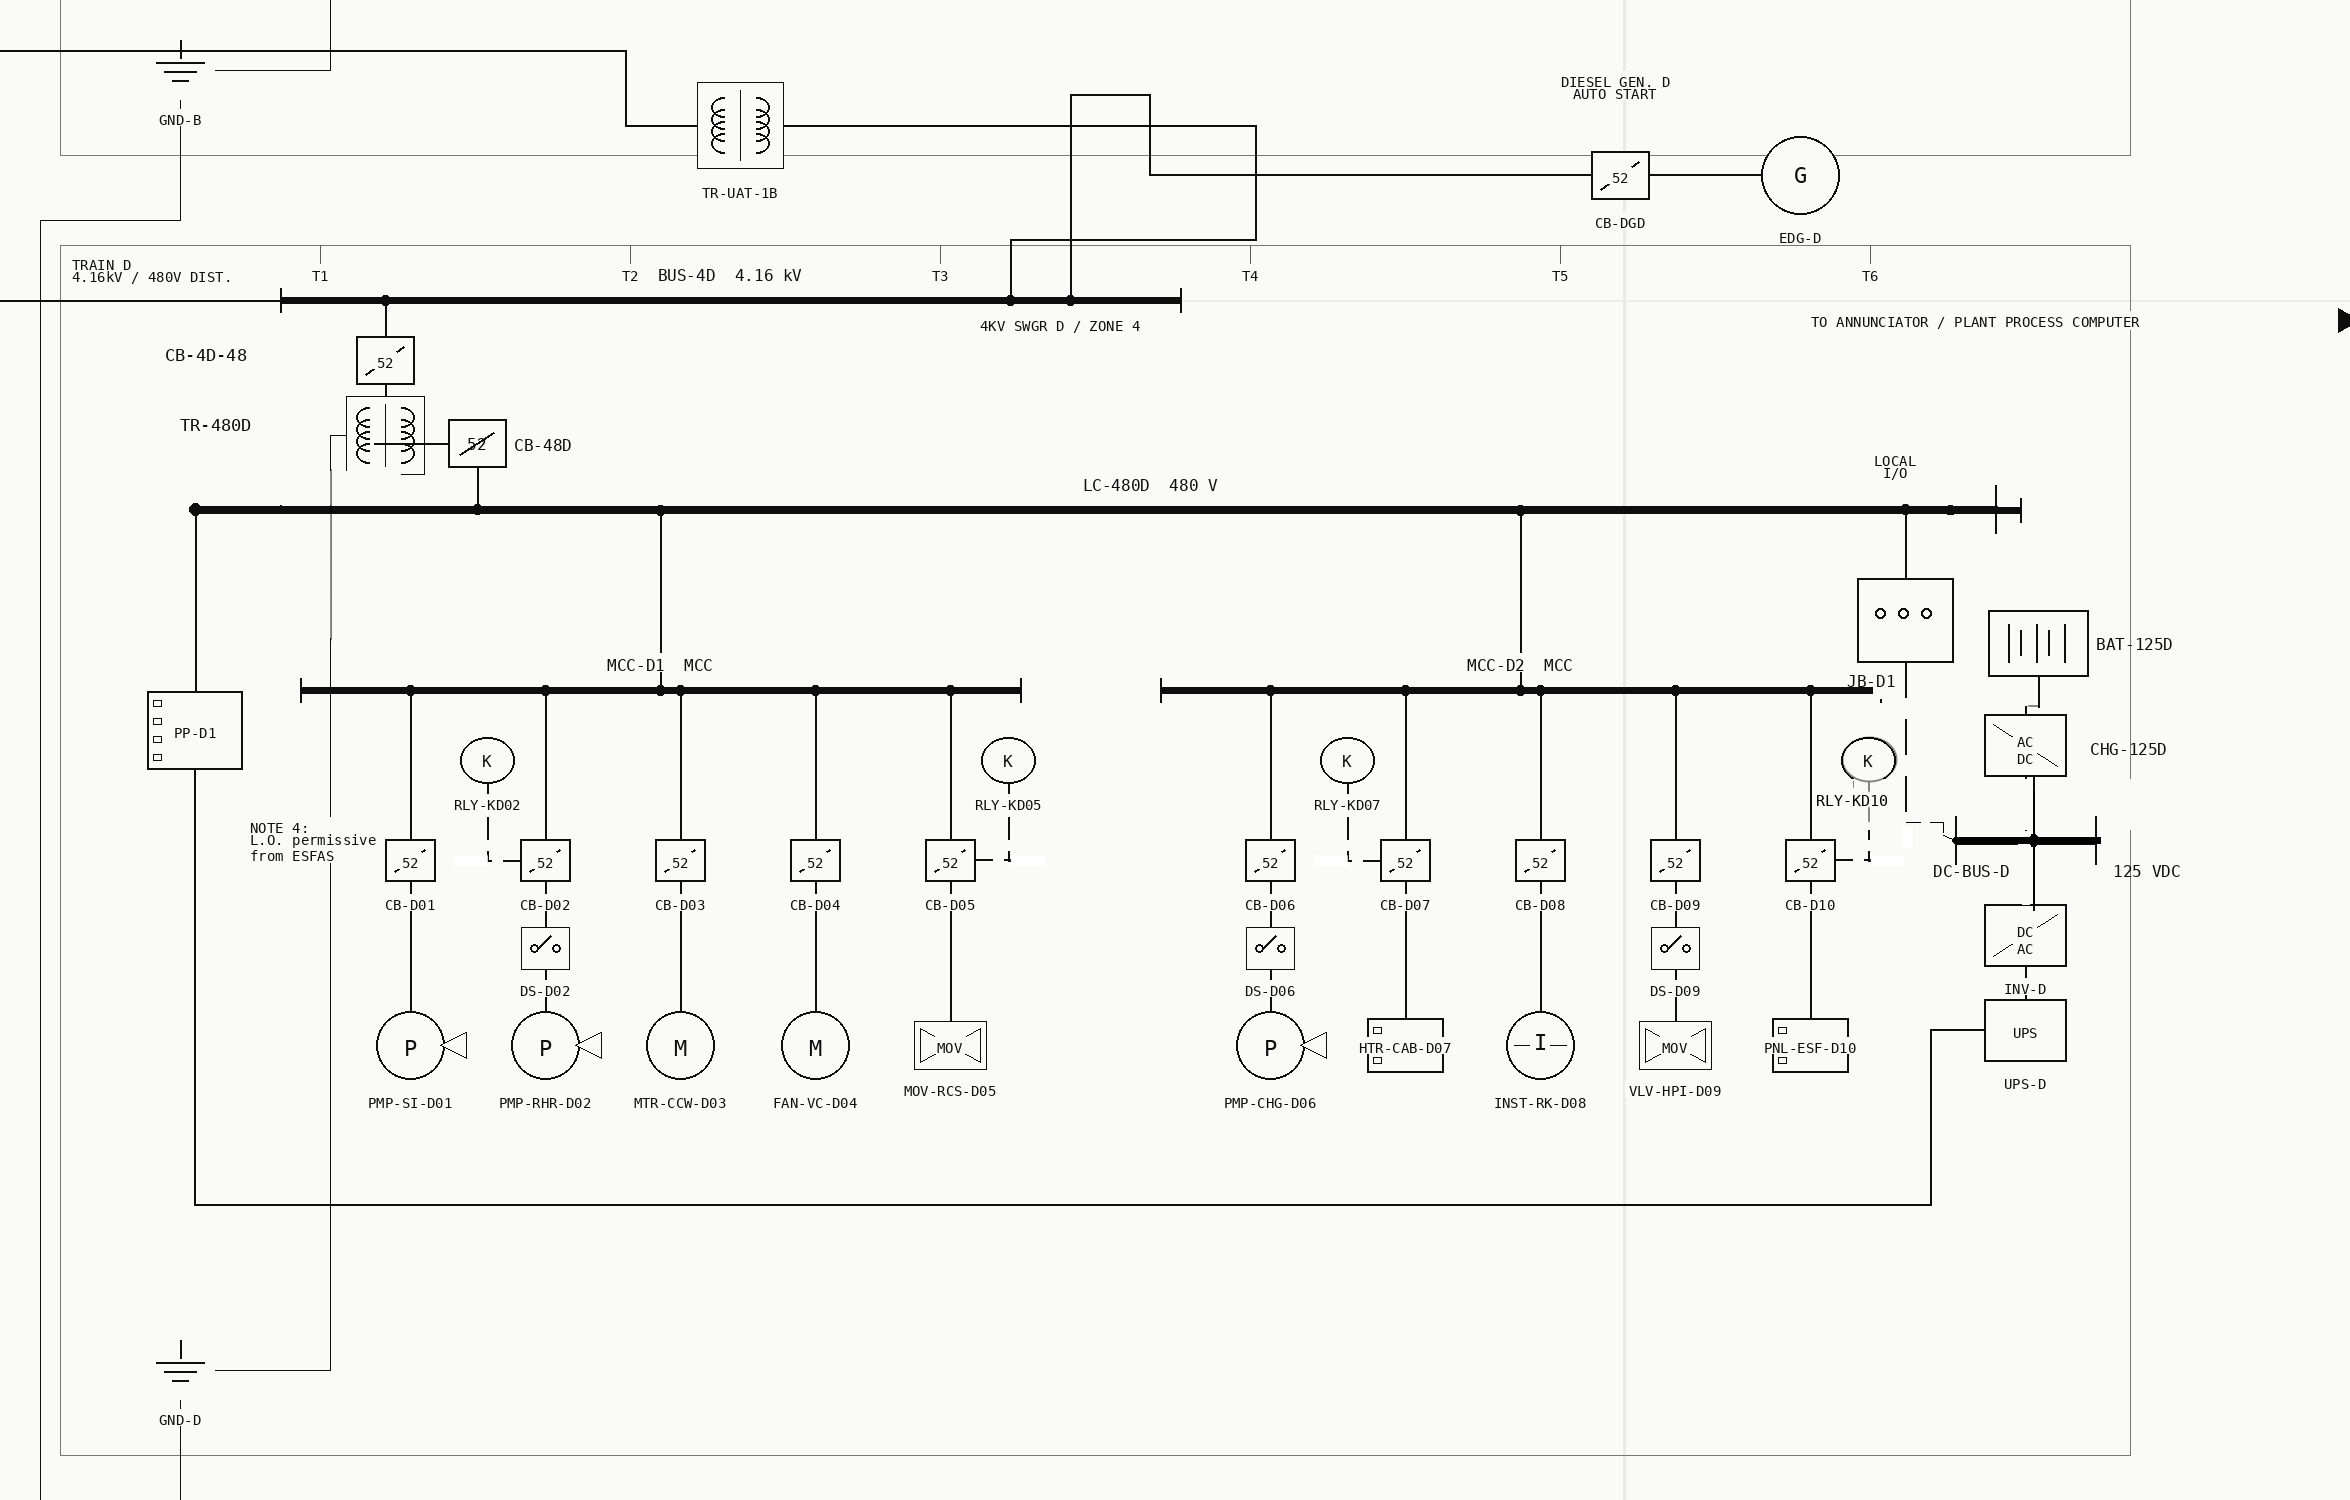 DIESEL GEN. D
AUTO START
GND-B
TR-UAT-1B
52
G
CB-DGD
EDG-D
TRAIN D
4.16kV / 480V DIST.
T1
T2
BUS-4D  4.16 kV
T3
T4
T5
T6
4KV SWGR D / ZONE 4
TO ANNUNCIATOR / PLANT PROCESS COMPUTER
CB-4D-48
52
TR-480D
52
CB-48D
LOCAL
I/O
LC-480D  480 V
BAT-125D
MCC-D1  MCC
MCC-D2  MCC
JB-D1
PP-D1
K
K
K
K
AC
DC
CHG-125D
RLY-KD02
RLY-KD05
RLY-KD07
RLY-KD10
NOTE 4:
L.O. permissive
from ESFAS
52
52
52
52
52
52
52
52
52
52
DC-BUS-D
125 VDC
CB-D01
CB-D02
CB-D03
CB-D04
CB-D05
CB-D06
CB-D07
CB-D08
CB-D09
CB-D10
DC
AC
DS-D02
DS-D06
DS-D09
INV-D
P
P
M
M
MOV
P
HTR-CAB-D07
I
MOV
PNL-ESF-D10
UPS
UPS-D
PMP-SI-D01
PMP-RHR-D02
MTR-CCW-D03
FAN-VC-D04
MOV-RCS-D05
PMP-CHG-D06
INST-RK-D08
VLV-HPI-D09
GND-D